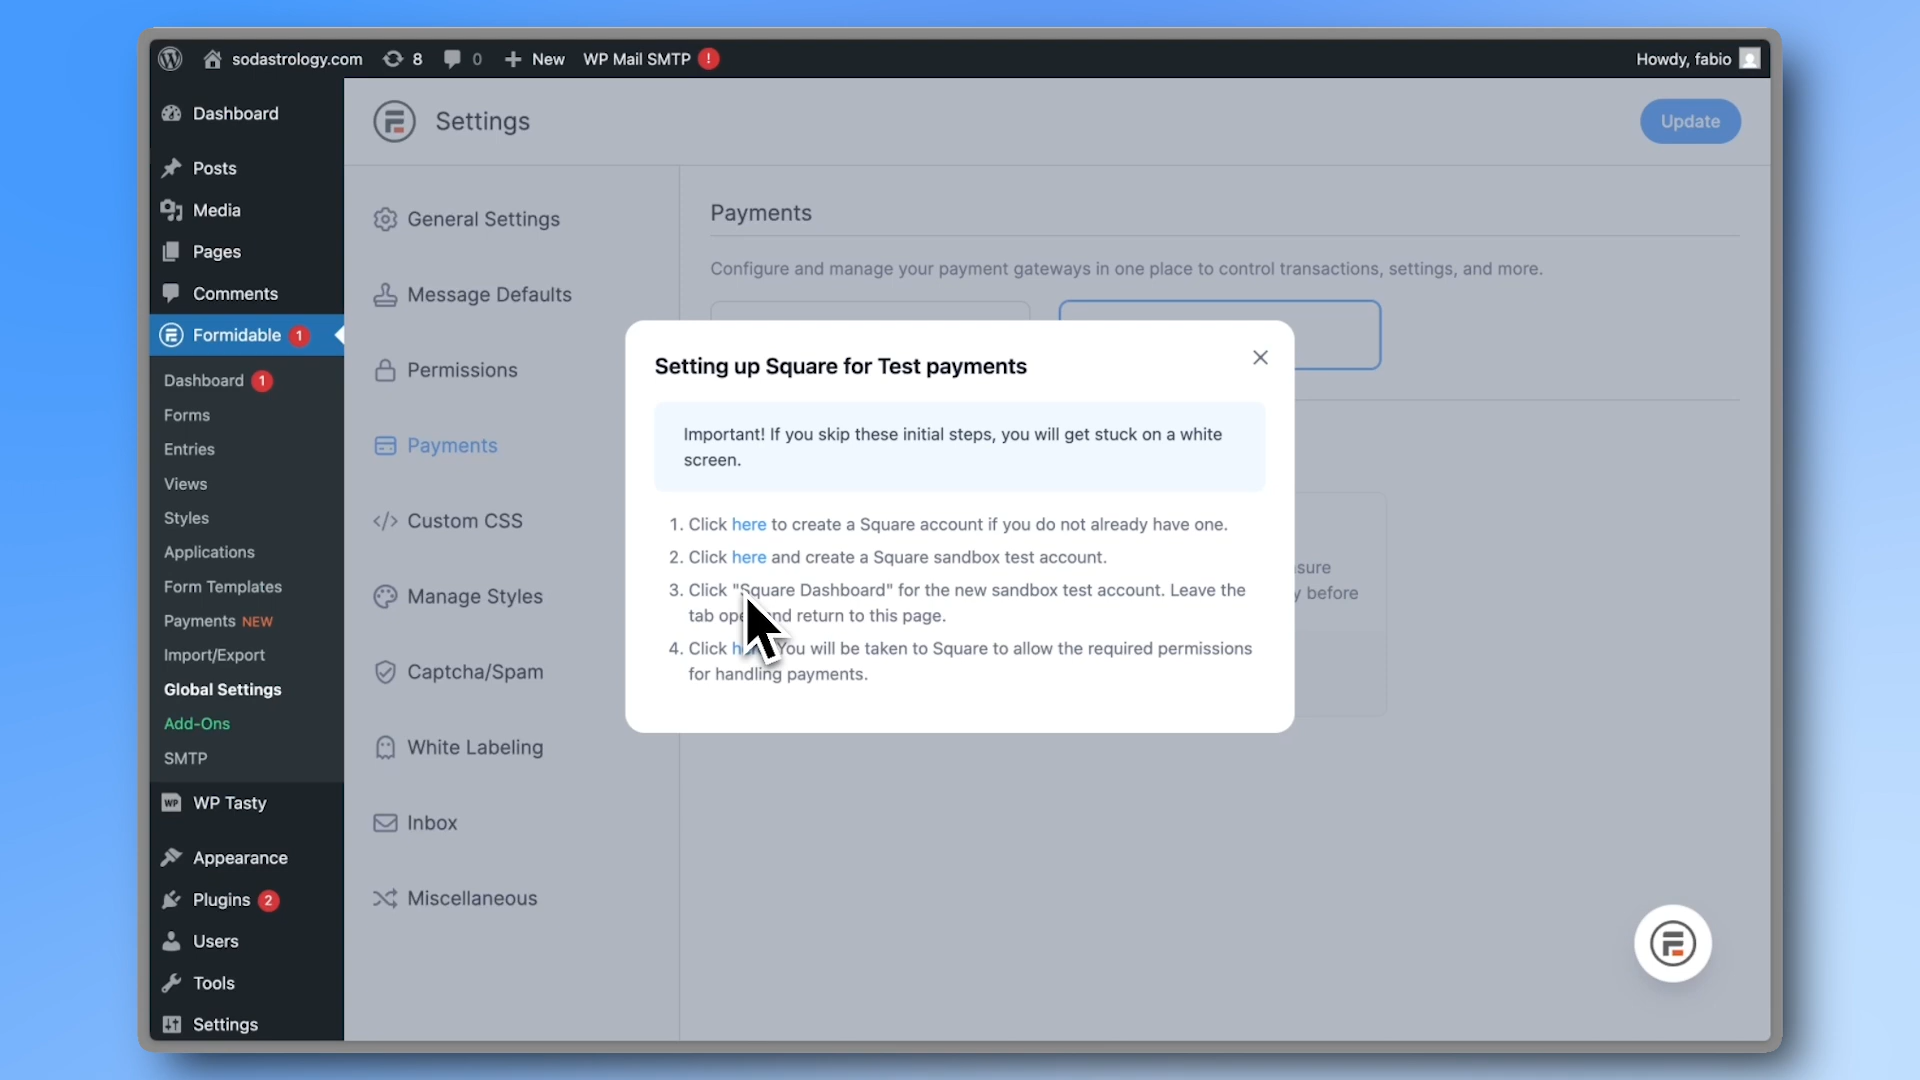 sodastrology.com
8
0
New
WP Mail SMTP
!
Howdy, fabio
Dashboard
Posts
Media
Pages
Comments
Formidable 1
Dashboard 1
Forms
Entries
Views
Styles
Applications
Form Templates
Payments NEW
Import/Export
Global Settings
Add-Ons
SMTP
WP WP Tasty
Appearance
Plugins 2
Users
Tools
Settings
Settings
Update
General Settings
Message Defaults
Permissions
Payments
Custom CSS
Manage Styles
Captcha/Spam
White Labeling
Inbox
Miscellaneous
Payments
Configure and manage your payment gateways in one place to control transactions, settings, and more.
Setting up Square for Test payments
Important! If you skip these initial steps, you will get stuck on a white
screen.
1. Click here to create a Square account if you do not already have one.
2. Click here and create a Square sandbox test account.
3. Click "Square Dashboard" for the new sandbox test account. Leave the
tab and return to this page.
4. Click You will be taken to Square to allow the required permissions
for handling payments.
before